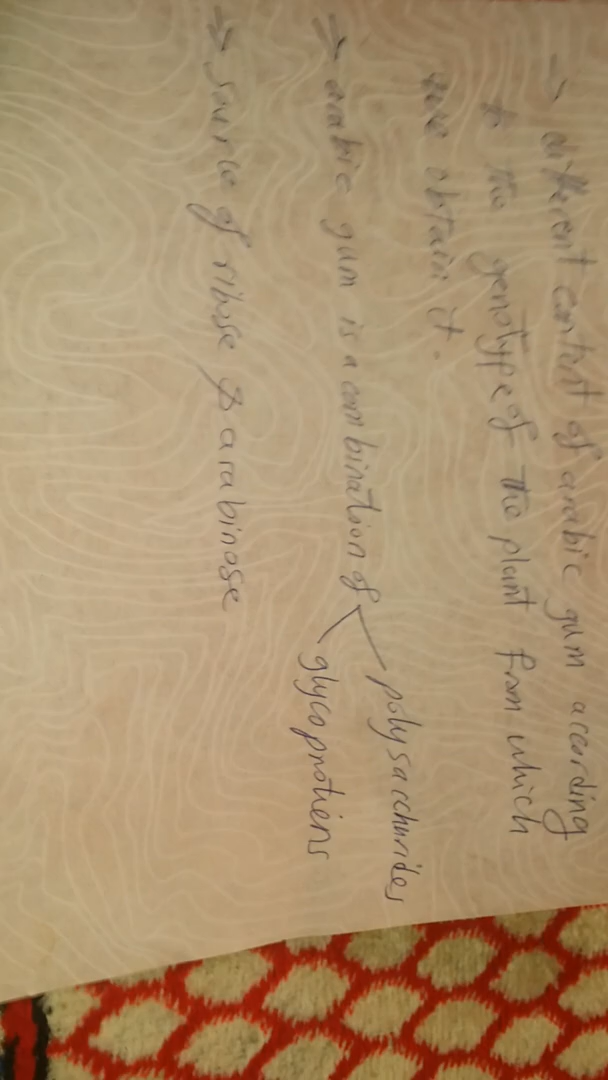 → different content of arabic gum according
to the genotype of the plant from which
we obtain it.
→ arabic gum is a combination of
polysaccharides
glycoprotiens
→ source of ribose & arabinose